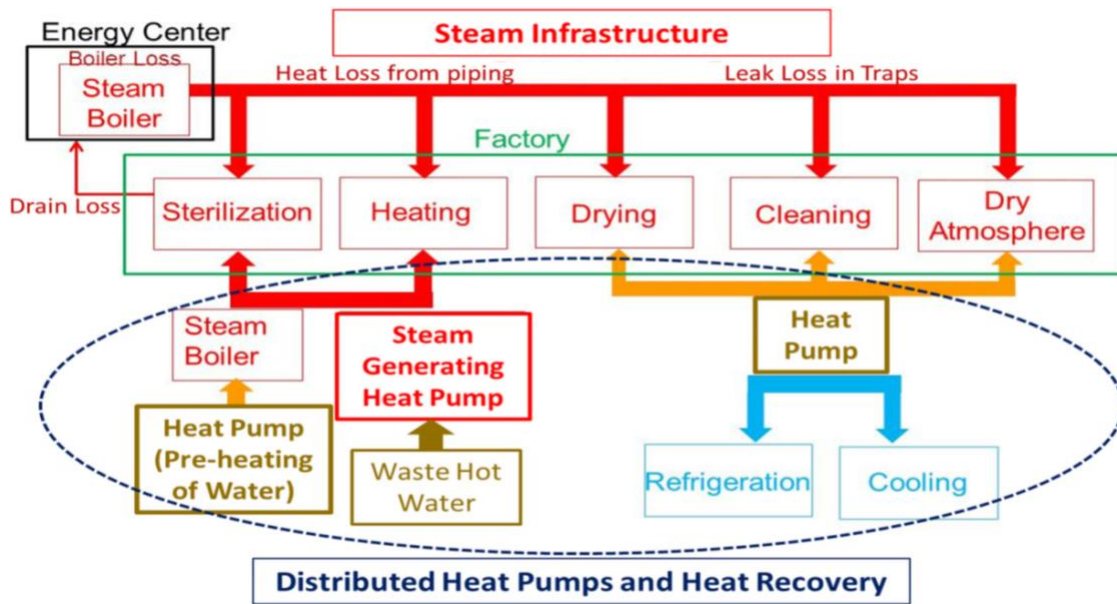 Energy Center
Steam Infrastructure
Boiler Loss
Steam
Boiler
Heat Loss from piping
Leak Loss in Traps
Factory
Drain Loss
Sterilization
Heating
Drying
Cleaning
Dry
Atmosphere
Steam
Boiler
Steam
Generating
Heat Pump
Heat
Pump
Heat Pump
(Pre-heating
of Water)
Waste Hot
Water
Refrigeration
Cooling
Distributed Heat Pumps and Heat Recovery